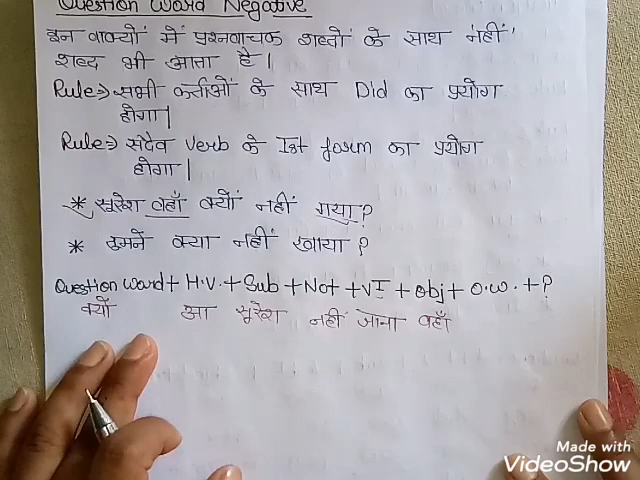 Question Word Negative
इन वाक्यों में प्रश्नवाचक शब्दों के साथ 'नहीं'
शब्द भी आता है।
Rule⇒ सभी कर्त्ताओं के साथ Did का प्रयोग
होगा।
Rule⇒ सदैव Verb के Ist form का प्रयोग
होगा।
* सुरेश वहाँ क्यों नहीं गया?
* तुमने क्या नहीं खाया?
Question Word + H.V. + Sub + Not + VI + obj + O.W. + ?
क्यों आ सुरेश नहीं जाना वहाँ
Made with
VideoShow